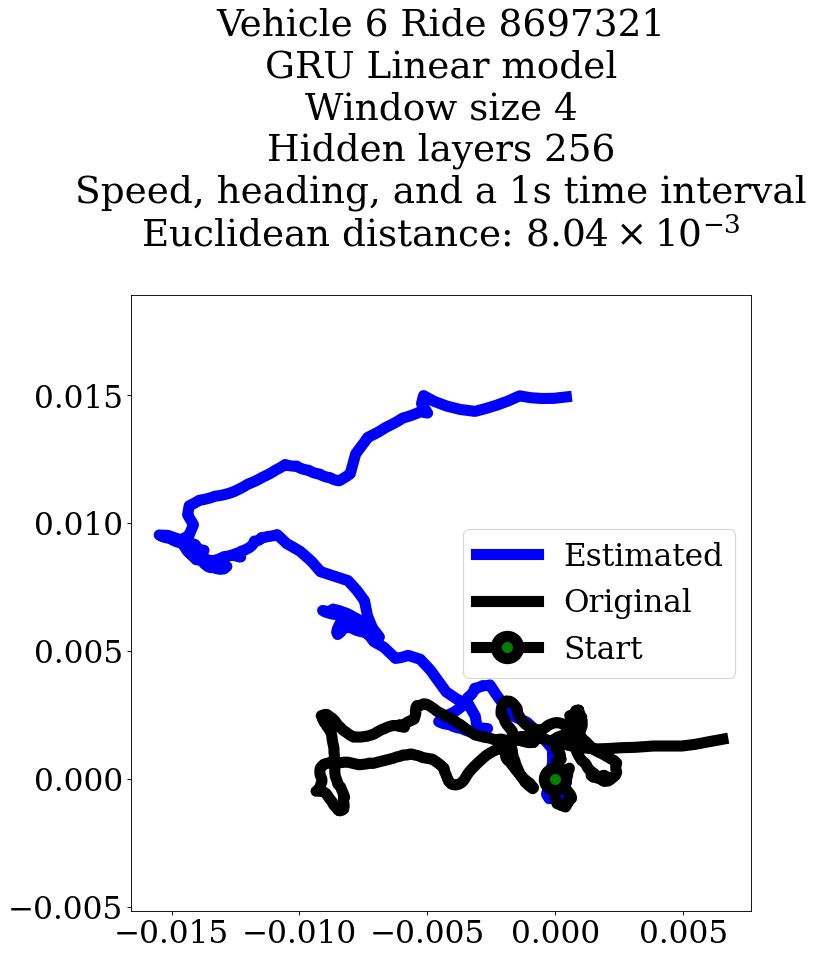 Vehicle 6 Ride 8697321
GRU Linear model
Window size 4
Hidden layers 256
Speed, heading, and a 1s time interval
Euclidean distance: 8.04 × 10⁻³
0.015
0.010
0.005
0.000
−0.005
Estimated
Original
Start
−0.015 −0.010 −0.005 0.000 0.005